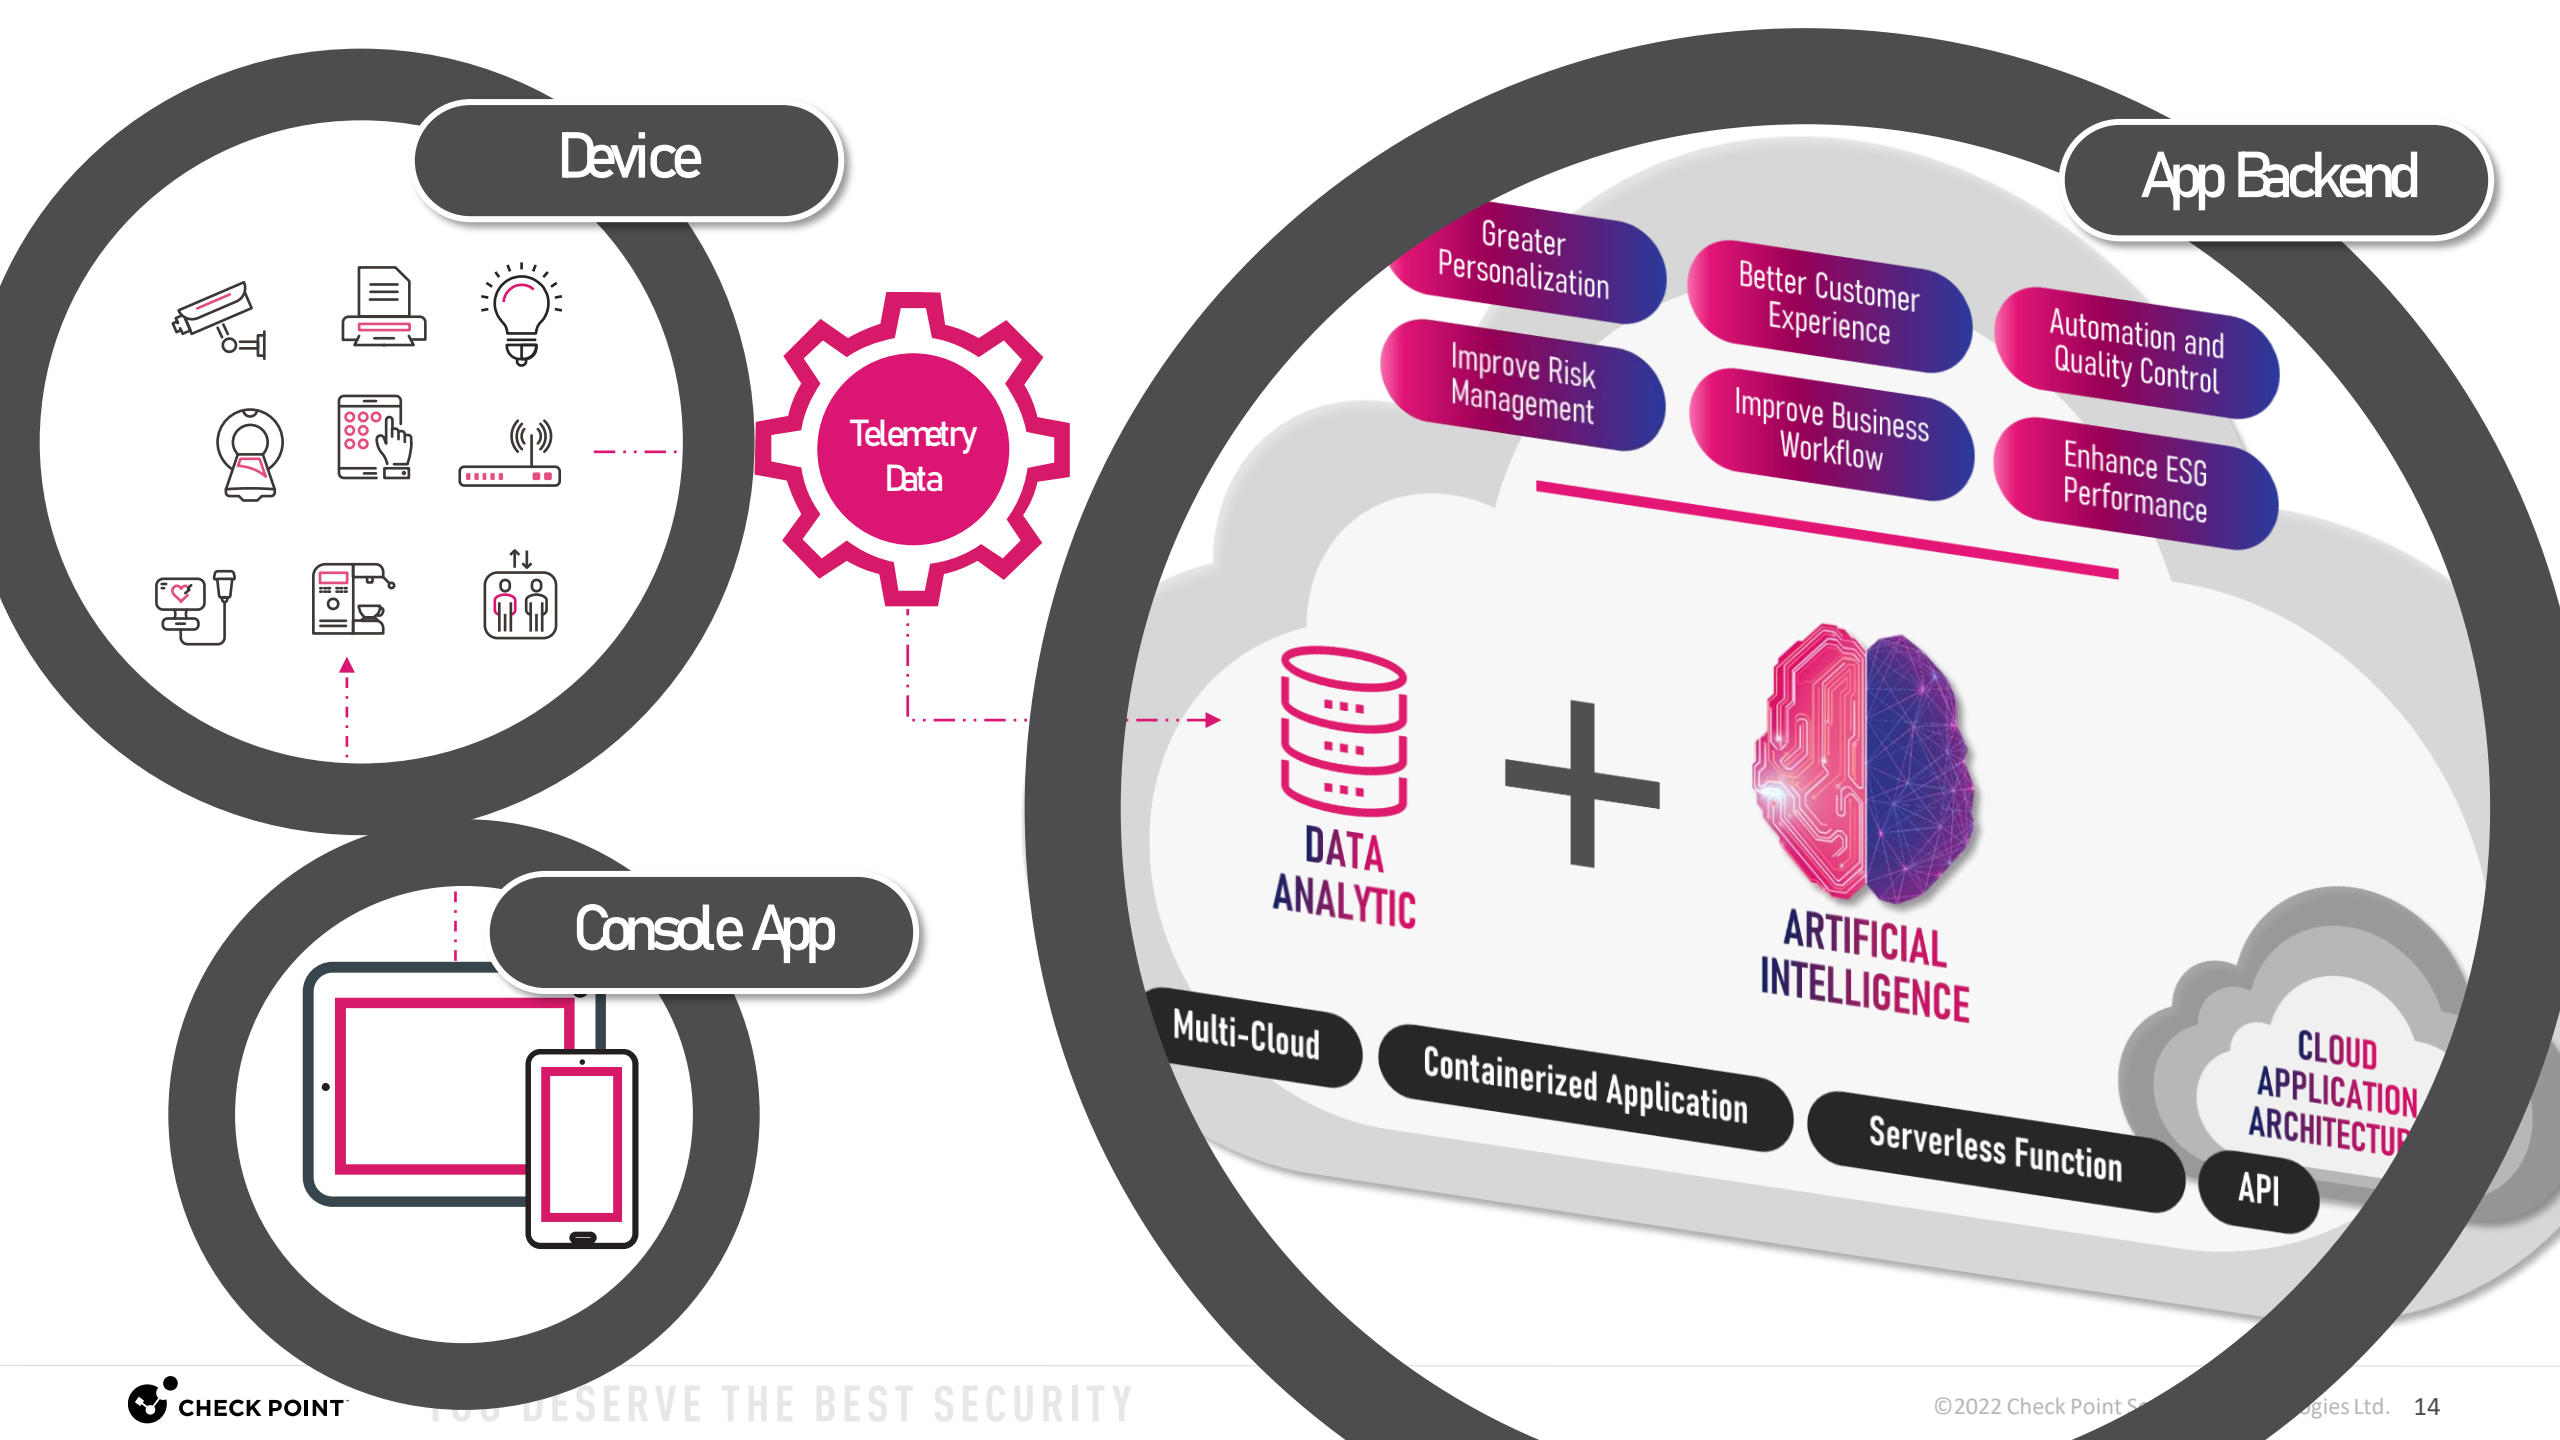 Device
App Backend
Greater
Personalization
Better Customer
Experience
Automation and
Quality Control
Improve Risk
Management
Improve Business
Workflow
Enhance ESG
Performance
Telemetry
Data
DATA
ANALYTIC
ARTIFICIAL
INTELLIGENCE
Console App
Multi-Cloud
Containerized Application
Serverless Function
API
CLOUD
APPLICATION
ARCHITECTU
CHECK POINT
DESERVE THE BEST SECURITY
©2022 Check Point Ltd. 14